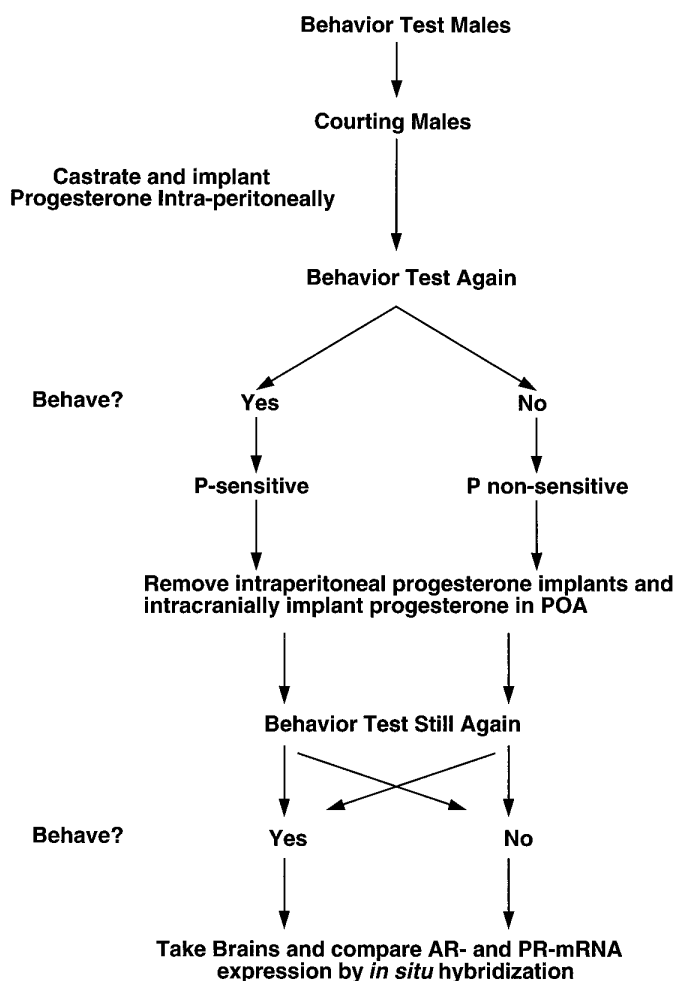 Behavior Test Males
Courting Males
Castrate and implant
Progesterone Intra-peritoneally
Behavior Test Again
Behave?
Yes
No
P-sensitive
P non-sensitive
Remove intraperitoneal progesterone implants and
intracranially implant progesterone in POA
Behavior Test Still Again
Behave?
Yes
No
Take Brains and compare AR- and PR-mRNA
expression by in situ hybridization